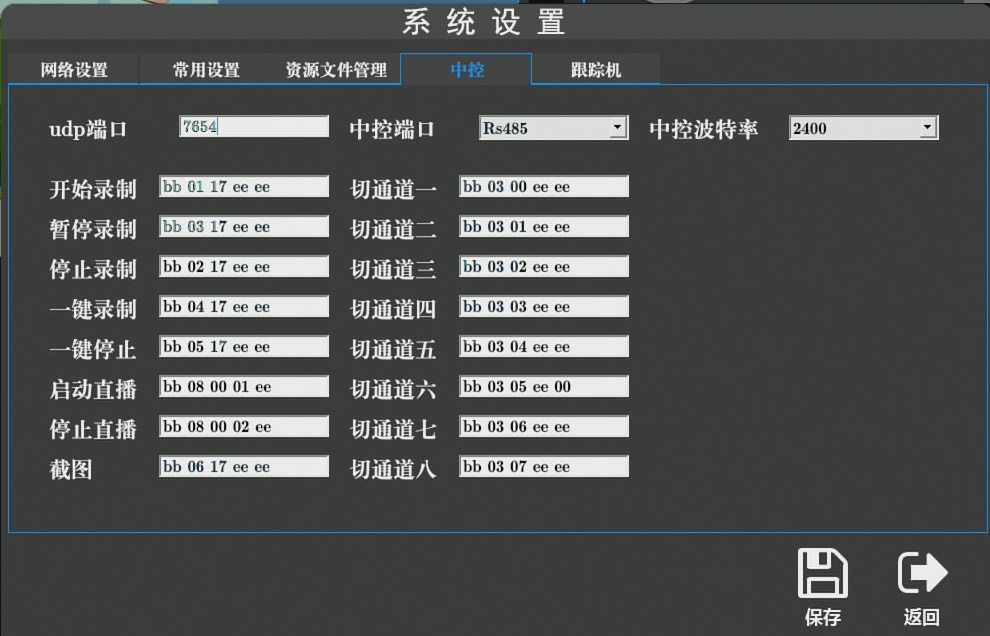 系统设置
网络设置 常用设置 资源文件管理 中控 跟踪机
udp端口 7654 中控端口 Rs485 中控波特率 2400
开始录制 bb 01 17 ee ee 切通道一 bb 03 00 ee ee
暂停录制 bb 03 17 ee ee 切通道二 bb 03 01 ee ee
停止录制 bb 02 17 ee ee 切通道三 bb 03 02 ee ee
一键录制 bb 04 17 ee ee 切通道四 bb 03 03 ee ee
一键停止 bb 05 17 ee ee 切通道五 bb 03 04 ee ee
启动直播 bb 08 00 01 ee 切通道六 bb 03 05 ee 00
停止直播 bb 08 00 02 ee 切通道七 bb 03 06 ee ee
截图 bb 06 17 ee ee 切通道八 bb 03 07 ee ee
保存 返回